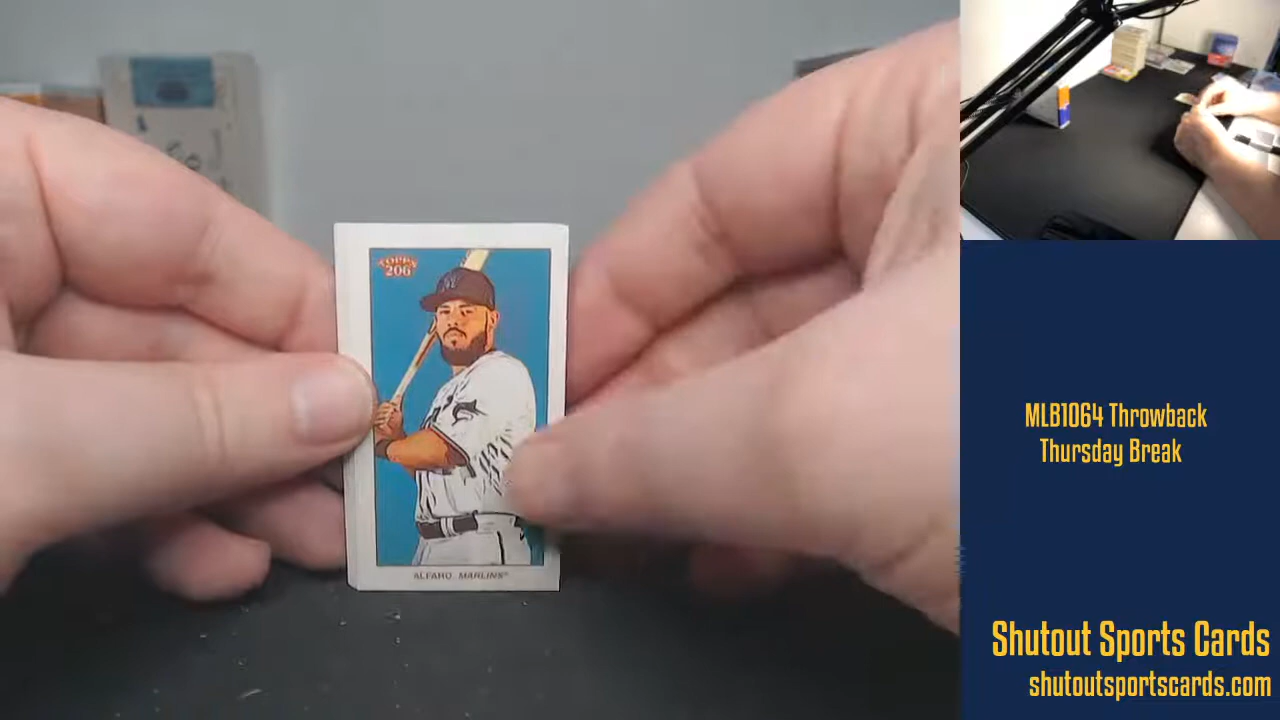 TOPPS
206
ALFARO, MARLINS
MLB1064 Throwback
Thursday Break
Shutout Sports Cards
shutoutsportscards.com